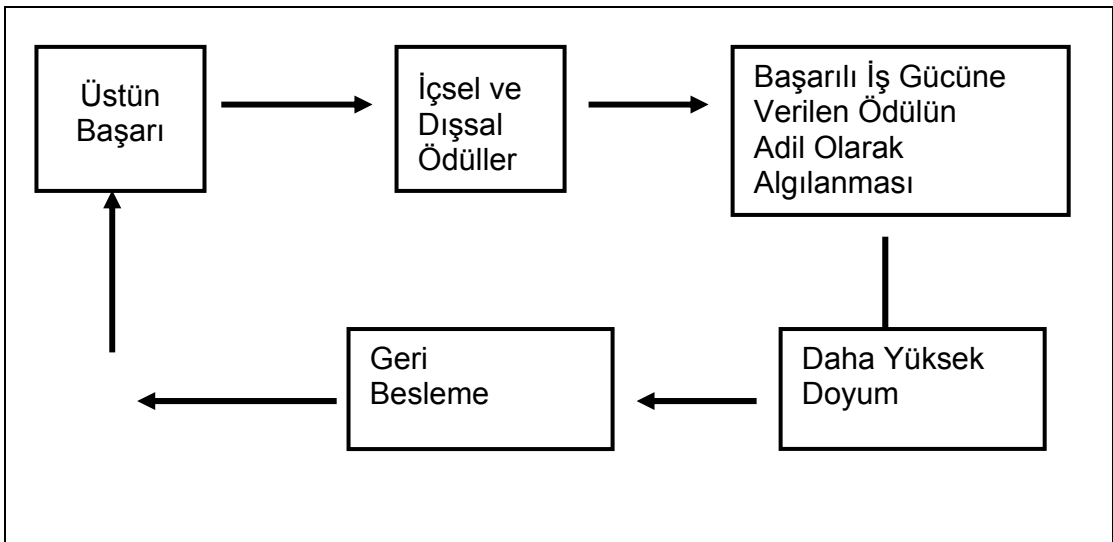 Üstün
Başarı
İçsel ve
Dışsal
Ödüller
Başarılı İş Gücüne
Verilen Ödülün
Adil Olarak
Algılanması
Geri
Besleme
Daha Yüksek
Doyum